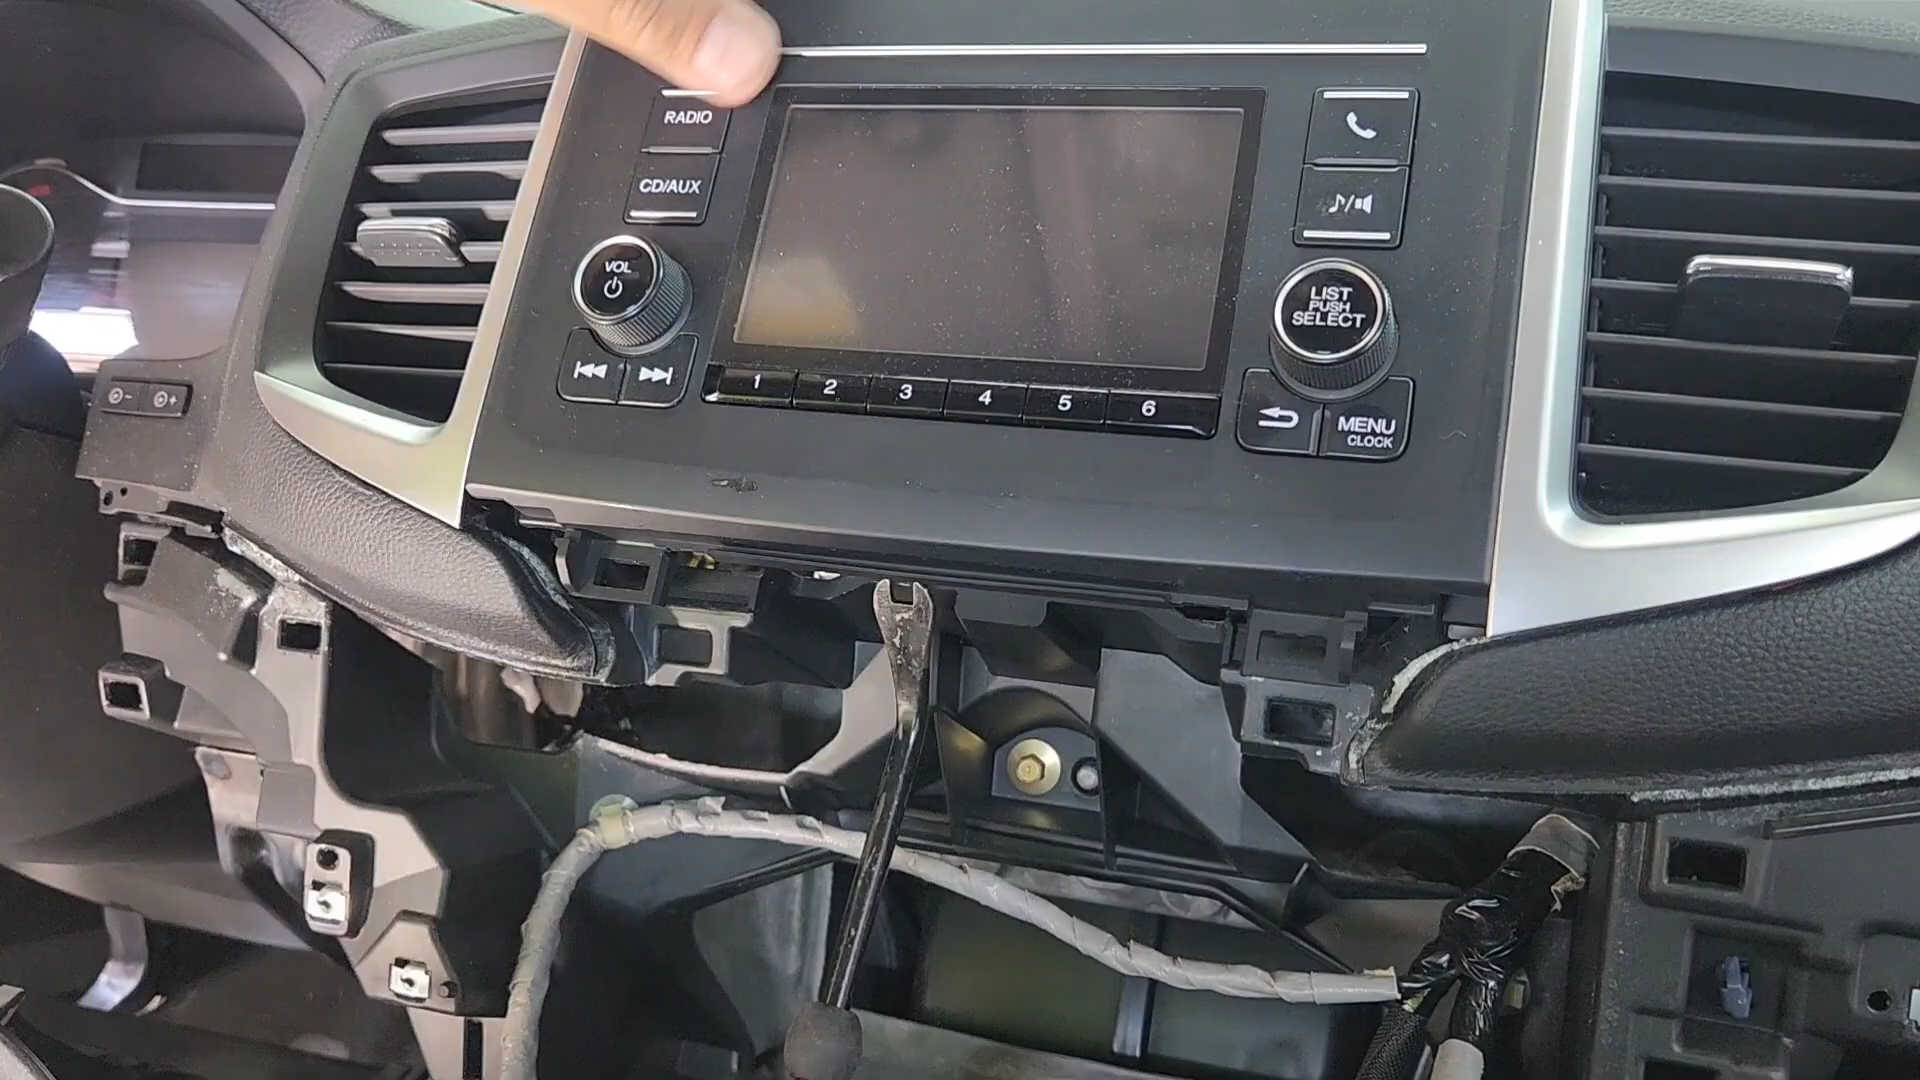 RADIO
CD/AUX
VOL
LIST
PUSH
SELECT
1 2 3 4 5 6
MENU
CLOCK